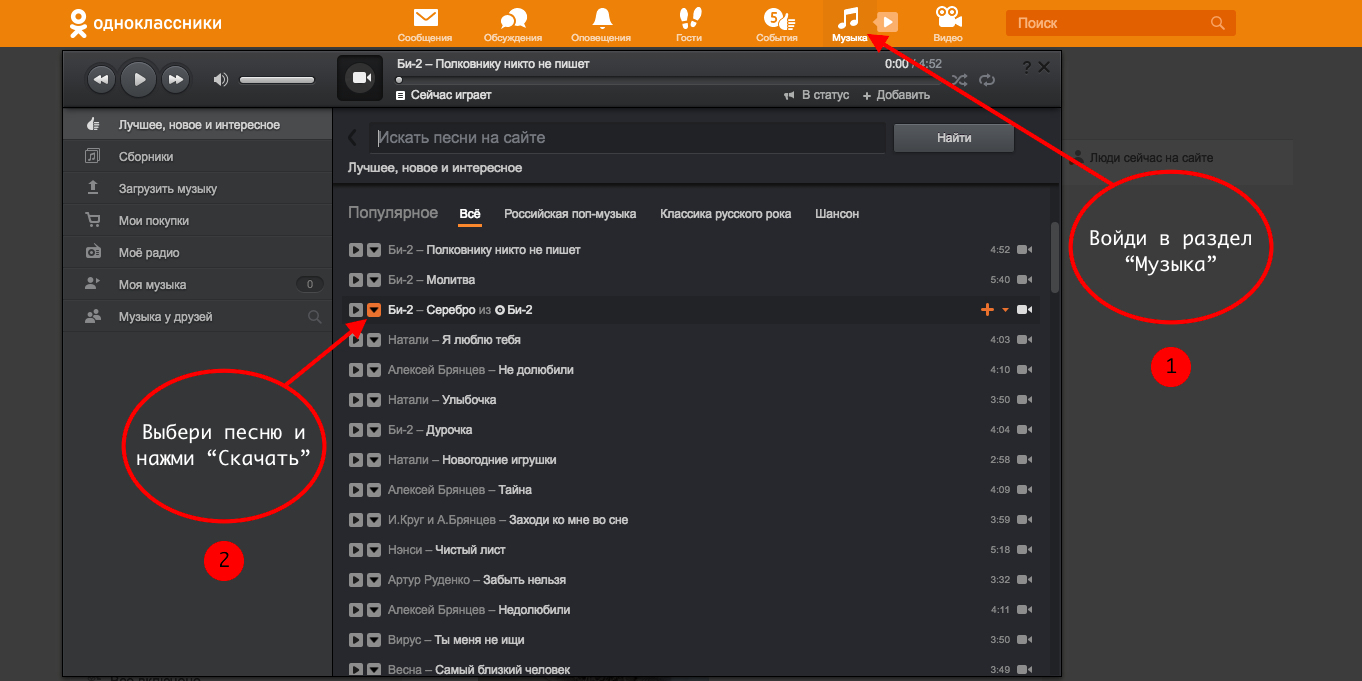 одноклассники
Сообщения
Обсуждения
Оповещения
Гости
5
События
Музыка
Видео
Поиск
Би-2 – Полковнику никто не пишет
0:00 / 4:52
Сейчас играет
В статус
+ Добавить
?
Лучшее, новое и интересное
Сборники
Загрузить музыку
Мои покупки
Моё радио
Моя музыка
0
Музыка у друзей
Искать песни на сайте
Найти
Лучшее, новое и интересное
Популярное Всё Российская поп-музыка Классика русского рока Шансон
Би-2 – Полковнику никто не пишет 4:52
Би-2 – Молитва 5:40
Би-2 – Серебро из Би-2
Натали – Я люблю тебя 4:03
Алексей Брянцев – Не долюбили 4:10
Натали – Улыбочка 3:50
Би-2 – Дурочка 4:04
Натали – Новогодние игрушки 2:58
Алексей Брянцев – Тайна 4:09
И.Круг и А.Брянцев – Заходи ко мне во сне 3:59
Нэнси – Чистый лист 5:18
Артур Руденко – Забыть нельзя 3:32
Алексей Брянцев – Недолюбили 4:11
Вирус – Ты меня не ищи 3:50
Весна – Самый близкий человек 3:49
Люди сейчас на сайте
Войди в раздел
“Музыка”
1
Выбери песню и
нажми “Скачать”
2